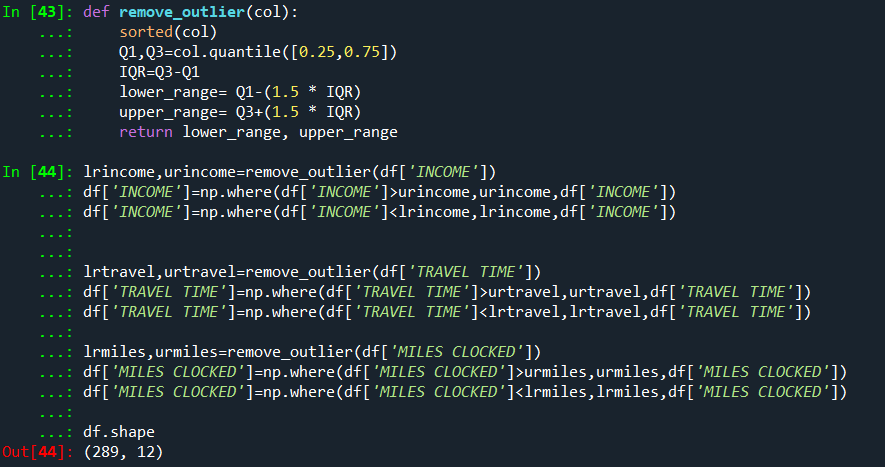 In [43]: def remove_outlier(col):
    ...:     sorted(col)
    ...:     Q1,Q3=col.quantile([0.25,0.75])
    ...:     IQR=Q3-Q1
    ...:     lower_range= Q1-(1.5 * IQR)
    ...:     upper_range= Q3+(1.5 * IQR)
    ...:     return lower_range, upper_range

In [44]: lrincome,urincome=remove_outlier(df['INCOME'])
    ...: df['INCOME']=np.where(df['INCOME']>urincome,urincome,df['INCOME'])
    ...: df['INCOME']=np.where(df['INCOME']<lrincome,lrincome,df['INCOME'])
    ...:
    ...:
    ...: lrtravel,urtravel=remove_outlier(df['TRAVEL TIME'])
    ...: df['TRAVEL TIME']=np.where(df['TRAVEL TIME']>urtravel,urtravel,df['TRAVEL TIME'])
    ...: df['TRAVEL TIME']=np.where(df['TRAVEL TIME']<lrtravel,lrtravel,df['TRAVEL TIME'])
    ...:
    ...: lrmiles,urmiles=remove_outlier(df['MILES CLOCKED'])
    ...: df['MILES CLOCKED']=np.where(df['MILES CLOCKED']>urmiles,urmiles,df['MILES CLOCKED'])
    ...: df['MILES CLOCKED']=np.where(df['MILES CLOCKED']<lrmiles,lrmiles,df['MILES CLOCKED'])
    ...:
    ...: df.shape
Out[44]: (289, 12)